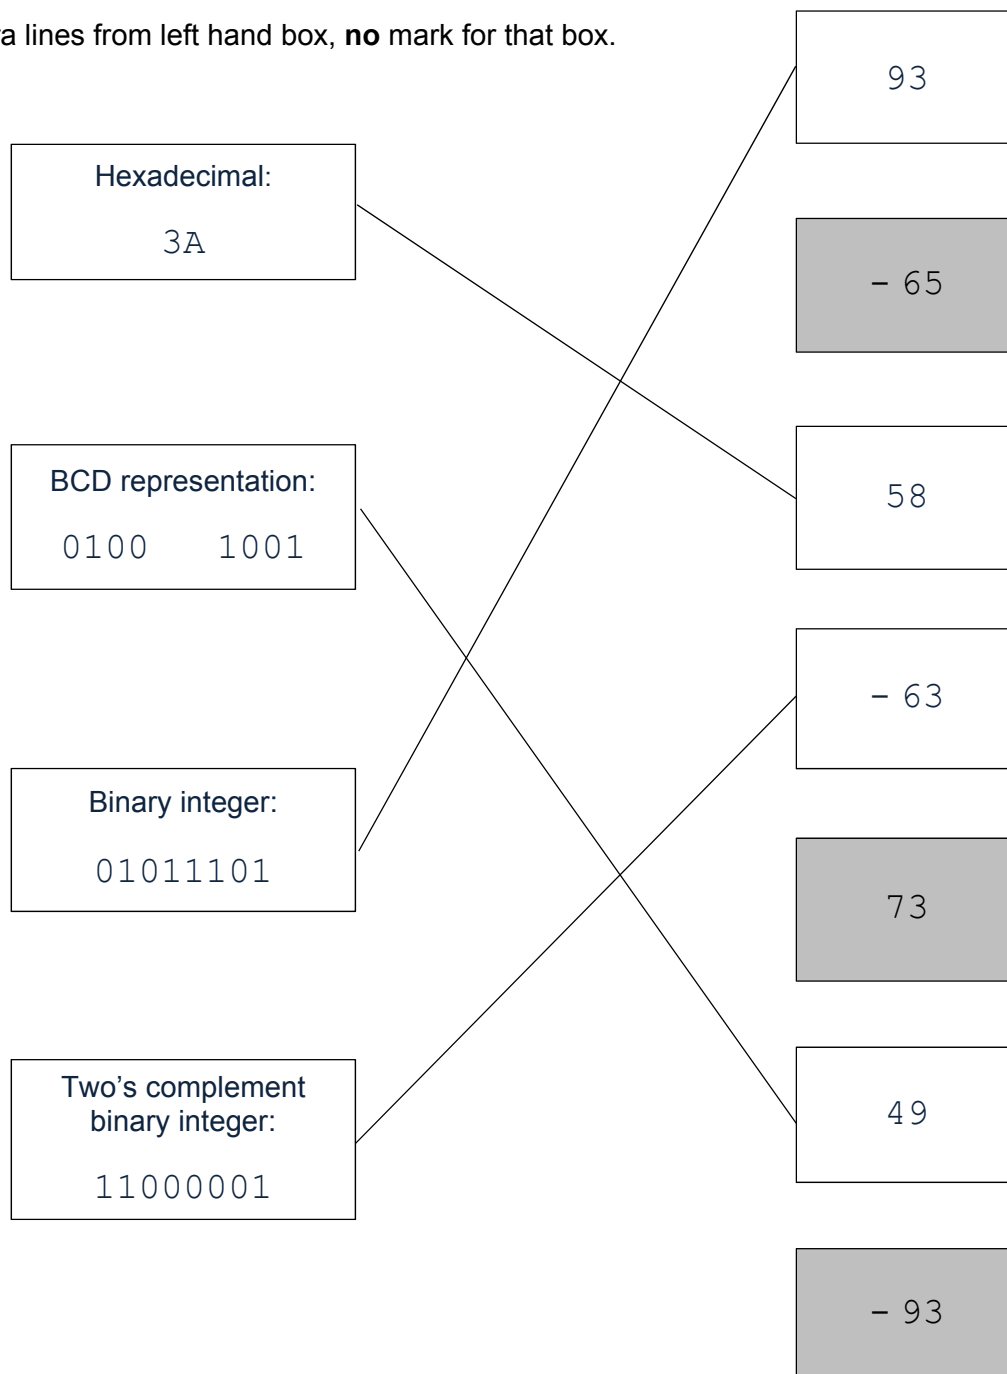 a lines from left hand box, no mark for that box.
93
Hexadecimal:
3A
- 65
BCD representation:
0100 1001
58
- 63
Binary integer:
01011101
73
Two's complement
binary integer:
11000001
49
- 93